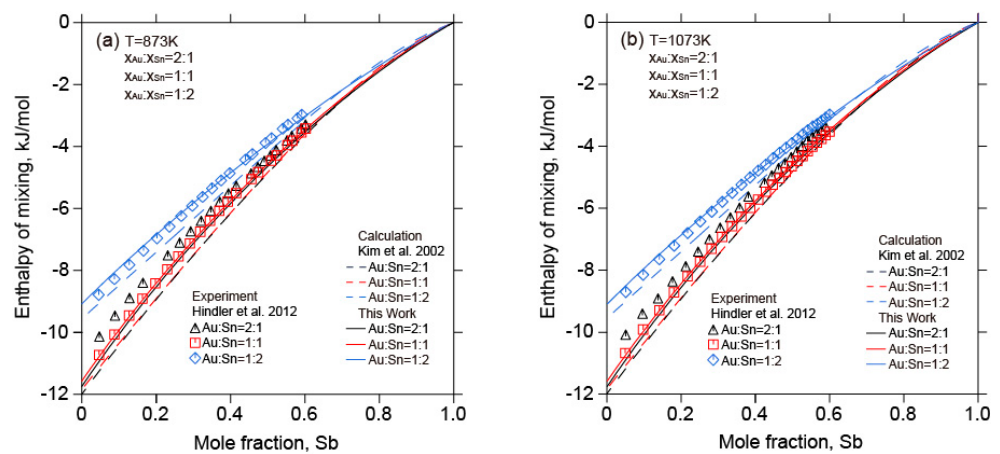 (a) T=873K
xAu:xSn=2:1
xAu:xSn=1:1
xAu:xSn=1:2
0
-2
-4
-6
-8
-10
-12
Enthalpy of mixing, kJ/mol
Experiment
Hindler et al. 2012
Au:Sn=2:1
Au:Sn=1:1
Au:Sn=1:2
Calculation
Kim et al. 2002
Au:Sn=2:1
Au:Sn=1:1
Au:Sn=1:2
This Work
Au:Sn=2:1
Au:Sn=1:1
Au:Sn=1:2
0 0.2 0.4 0.6 0.8 1.0
Mole fraction, Sb
(b) T=1073K
xAu:xSn=2:1
xAu:xSn=1:1
xAu:xSn=1:2
0
-2
-4
-6
-8
-10
-12
Enthalpy of mixing, kJ/mol
Experiment
Hindler et al. 2012
Au:Sn=2:1
Au:Sn=1:1
Au:Sn=1:2
Calculation
Kim et al. 2002
Au:Sn=2:1
Au:Sn=1:1
Au:Sn=1:2
This Work
Au:Sn=2:1
Au:Sn=1:1
Au:Sn=1:2
0 0.2 0.4 0.6 0.8 1.0
Mole fraction, Sb